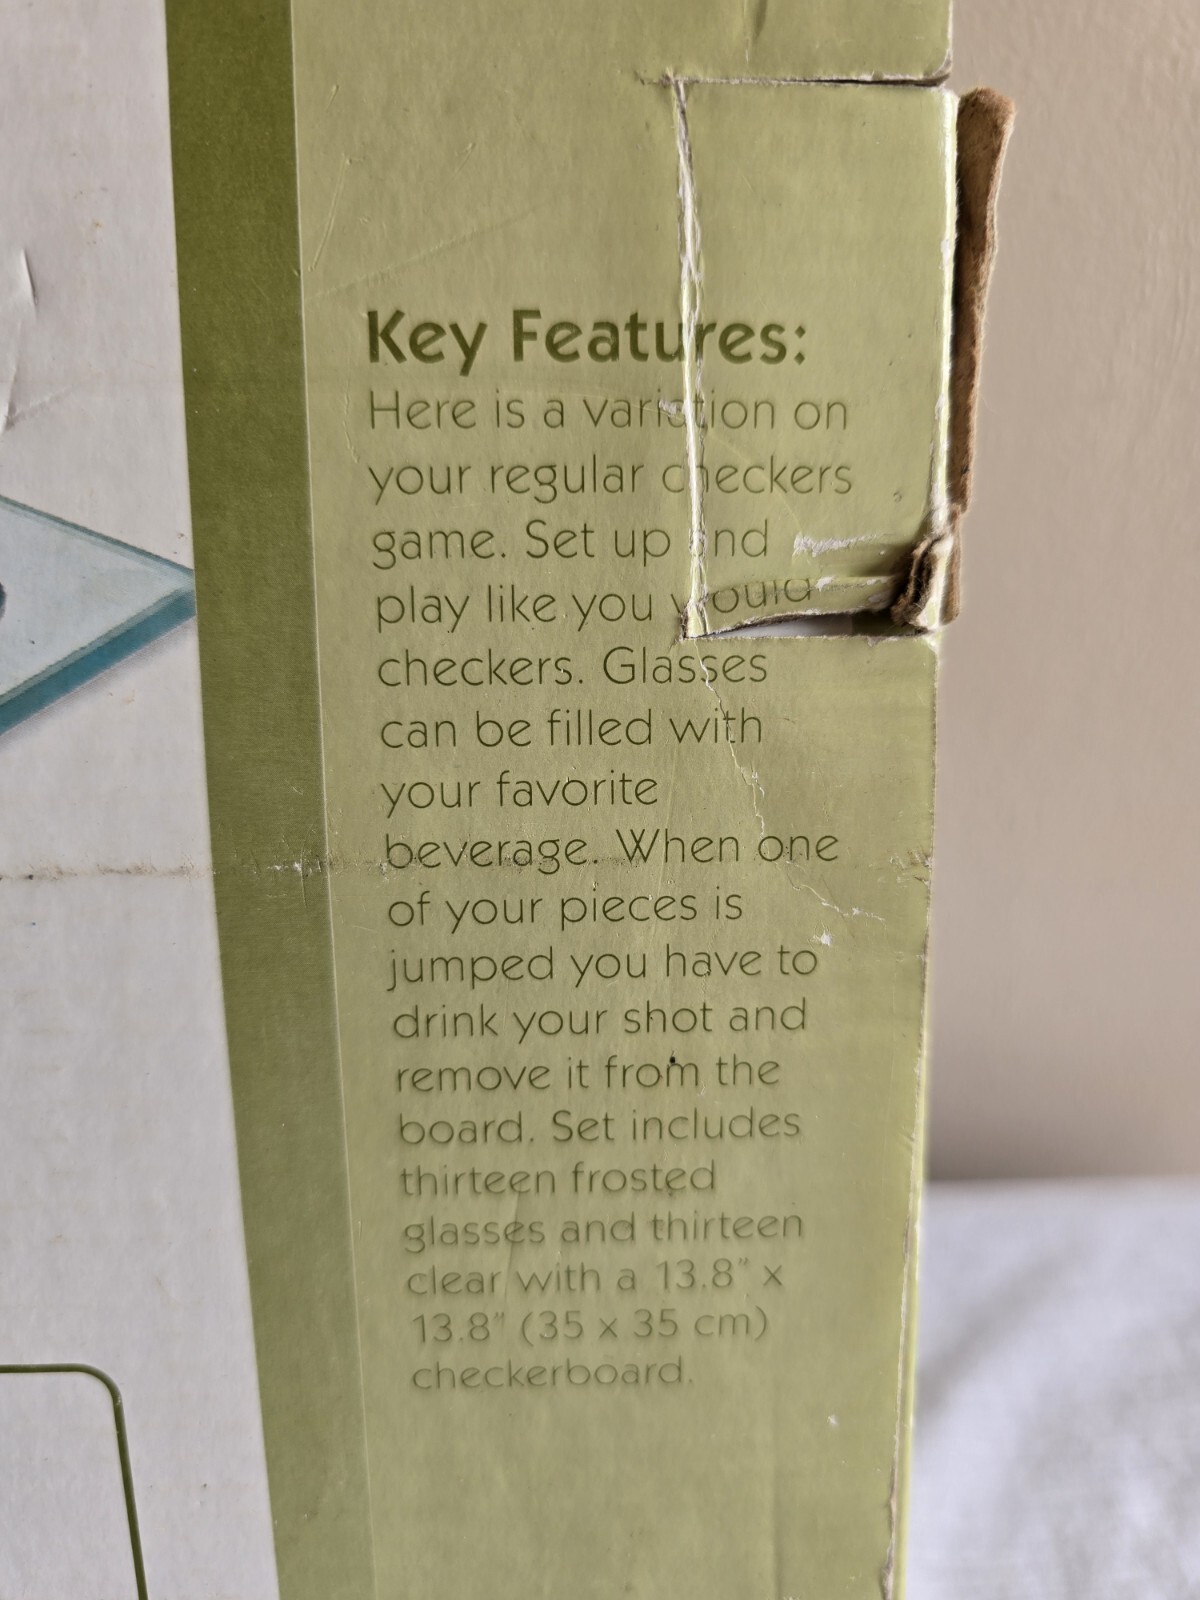 Key Features:
Here is a variation on
your regular checkers
game. Set up and
play like you would
checkers. Glasses
can be filled with
your favorite
beverage. When one
of your pieces is
jumped you have to
drink your shot and
remove it from the
board. Set includes
thirteen frosted
glasses and thirteen
clear with a 13.8" x
13.8" (35 x 35 cm)
checkerboard.